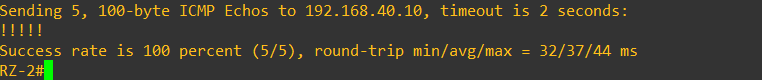 Sending 5, 100-byte ICMP Echos to 192.168.40.10, timeout is 2 seconds:
!!!!!
Success rate is 100 percent (5/5), round-trip min/avg/max = 32/37/44 ms
RZ-2#